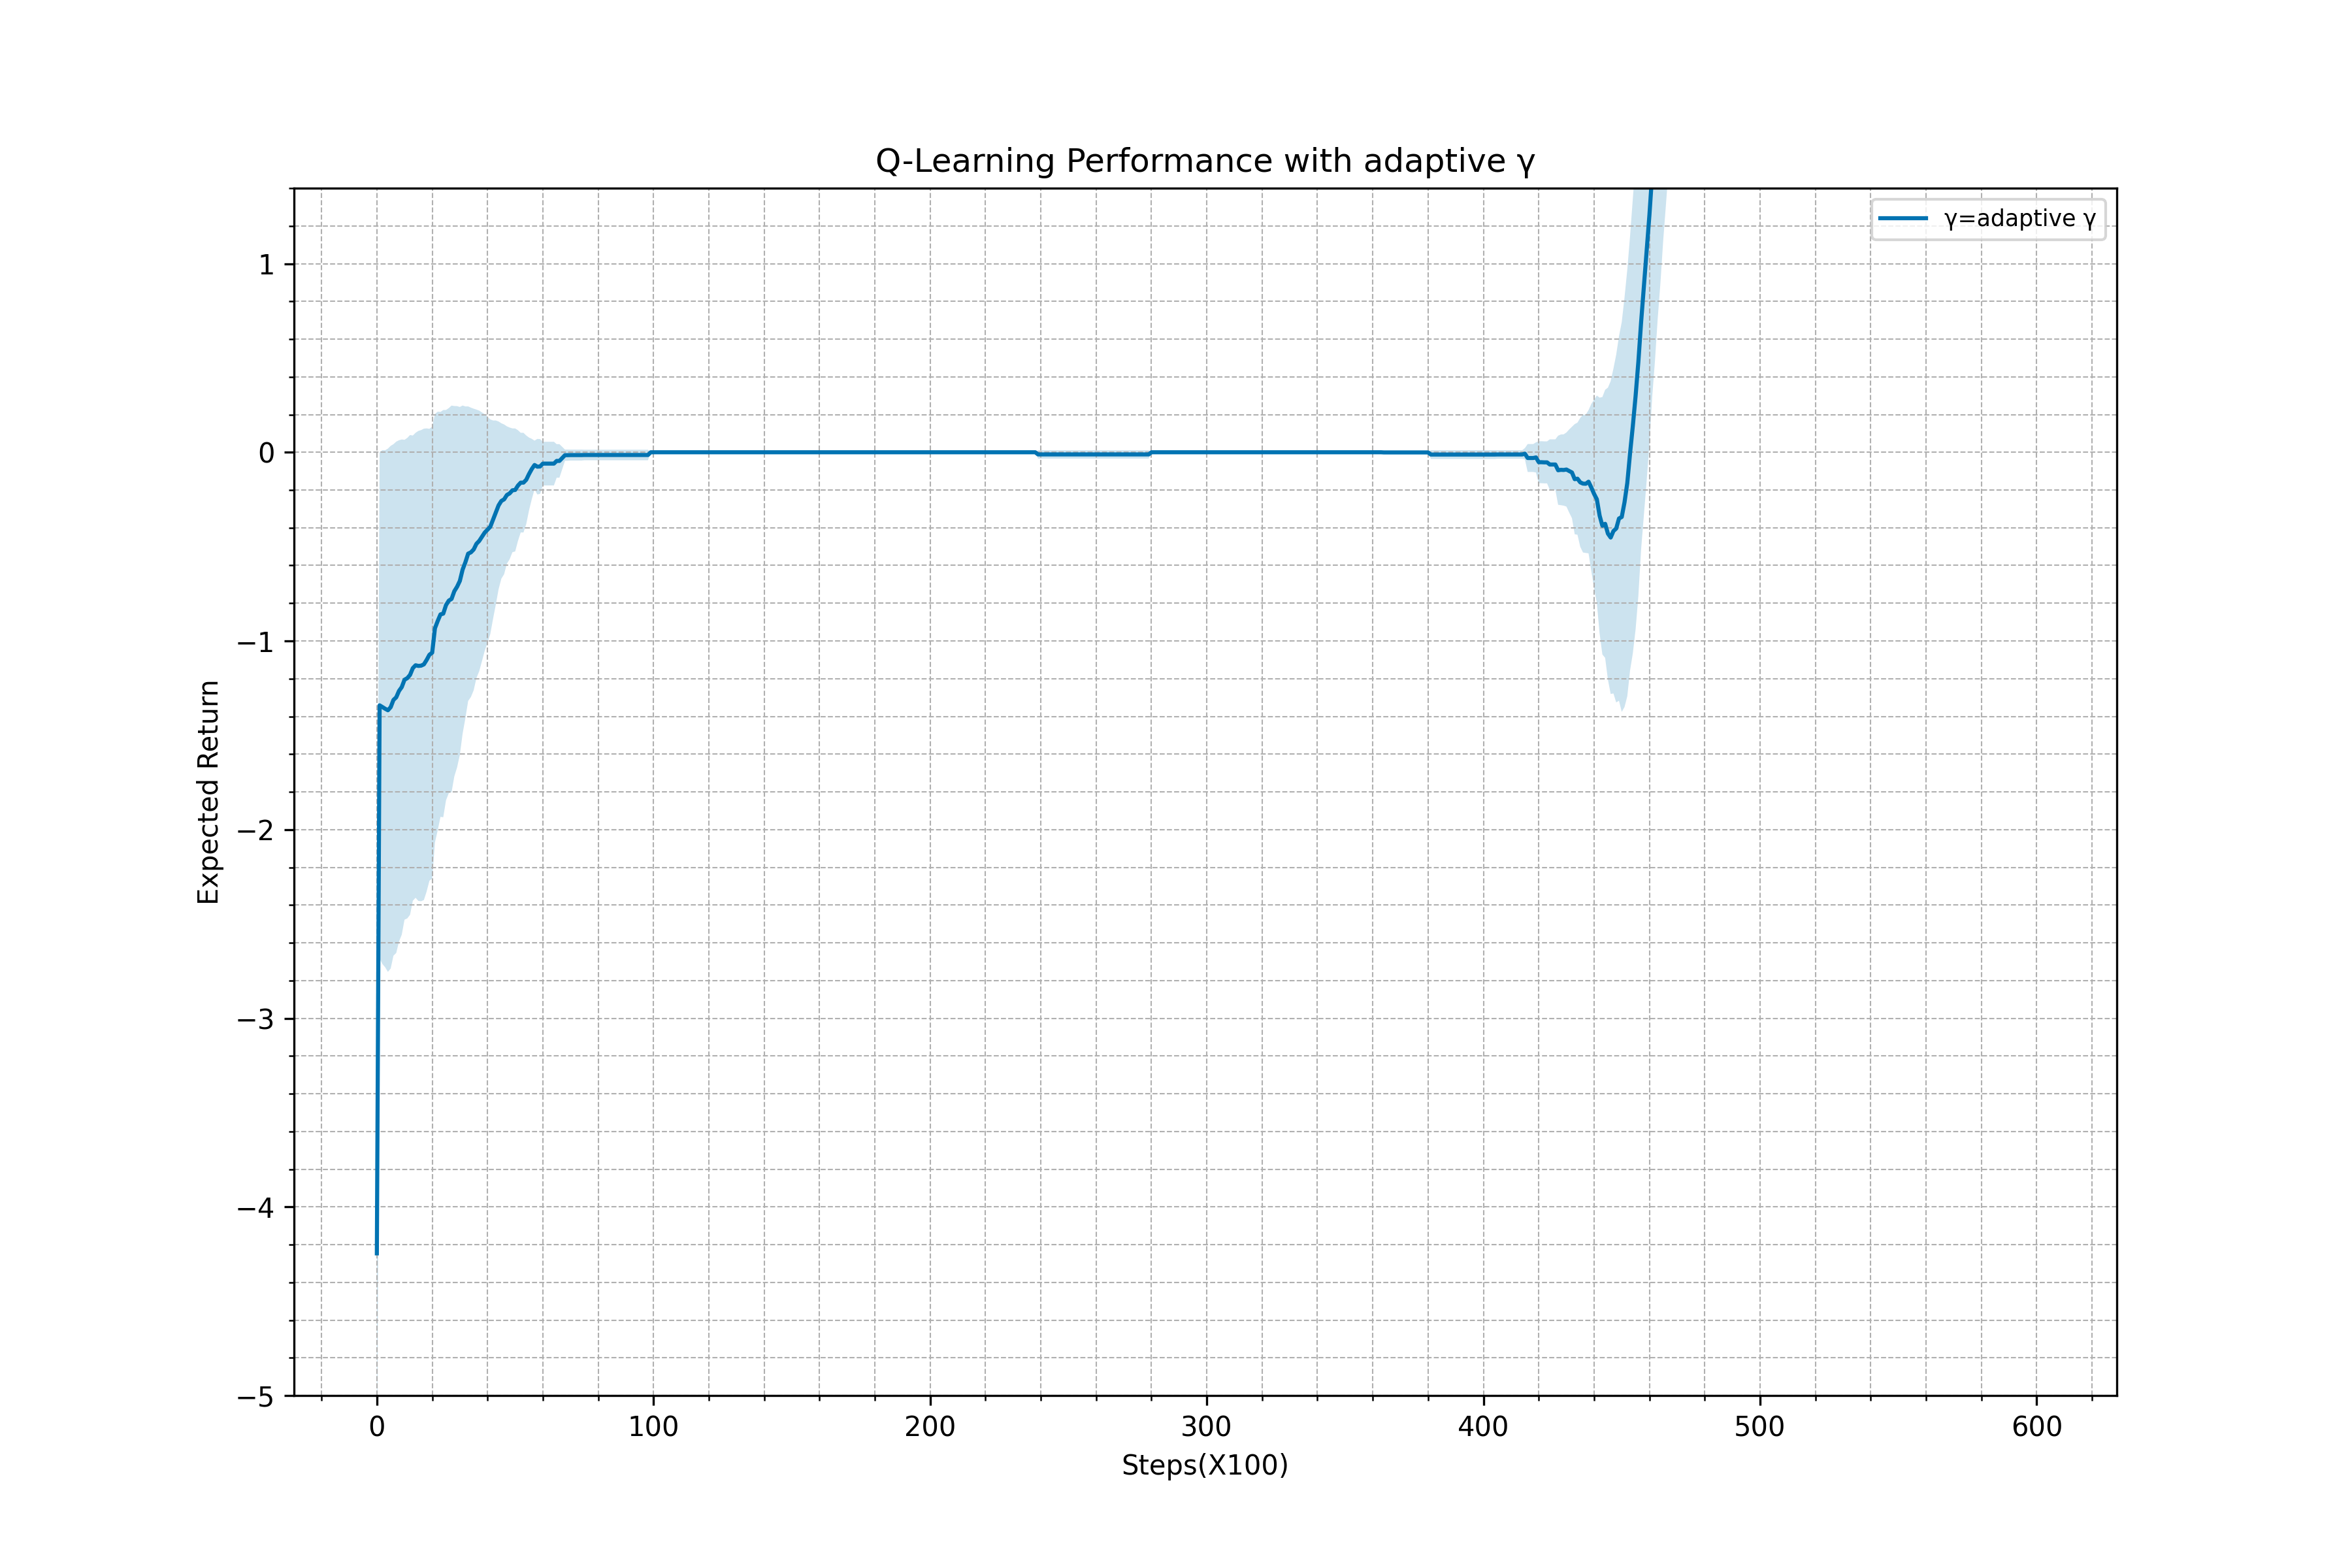 Q-Learning Performance with adaptive γ
γ=adaptive γ
Expected Return
1
0
−1
−2
−3
−4
−5
0 100 200 300 400 500 600
Steps(X100)